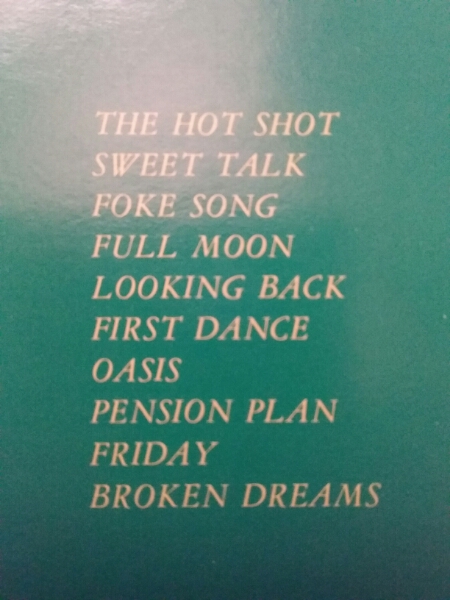 THE HOT SHOT
SWEET TALK
FOKE SONG
FULL MOON
LOOKING BACK
FIRST DANCE
OASIS
PENSION PLAN
FRIDAY
BROKEN DREAMS